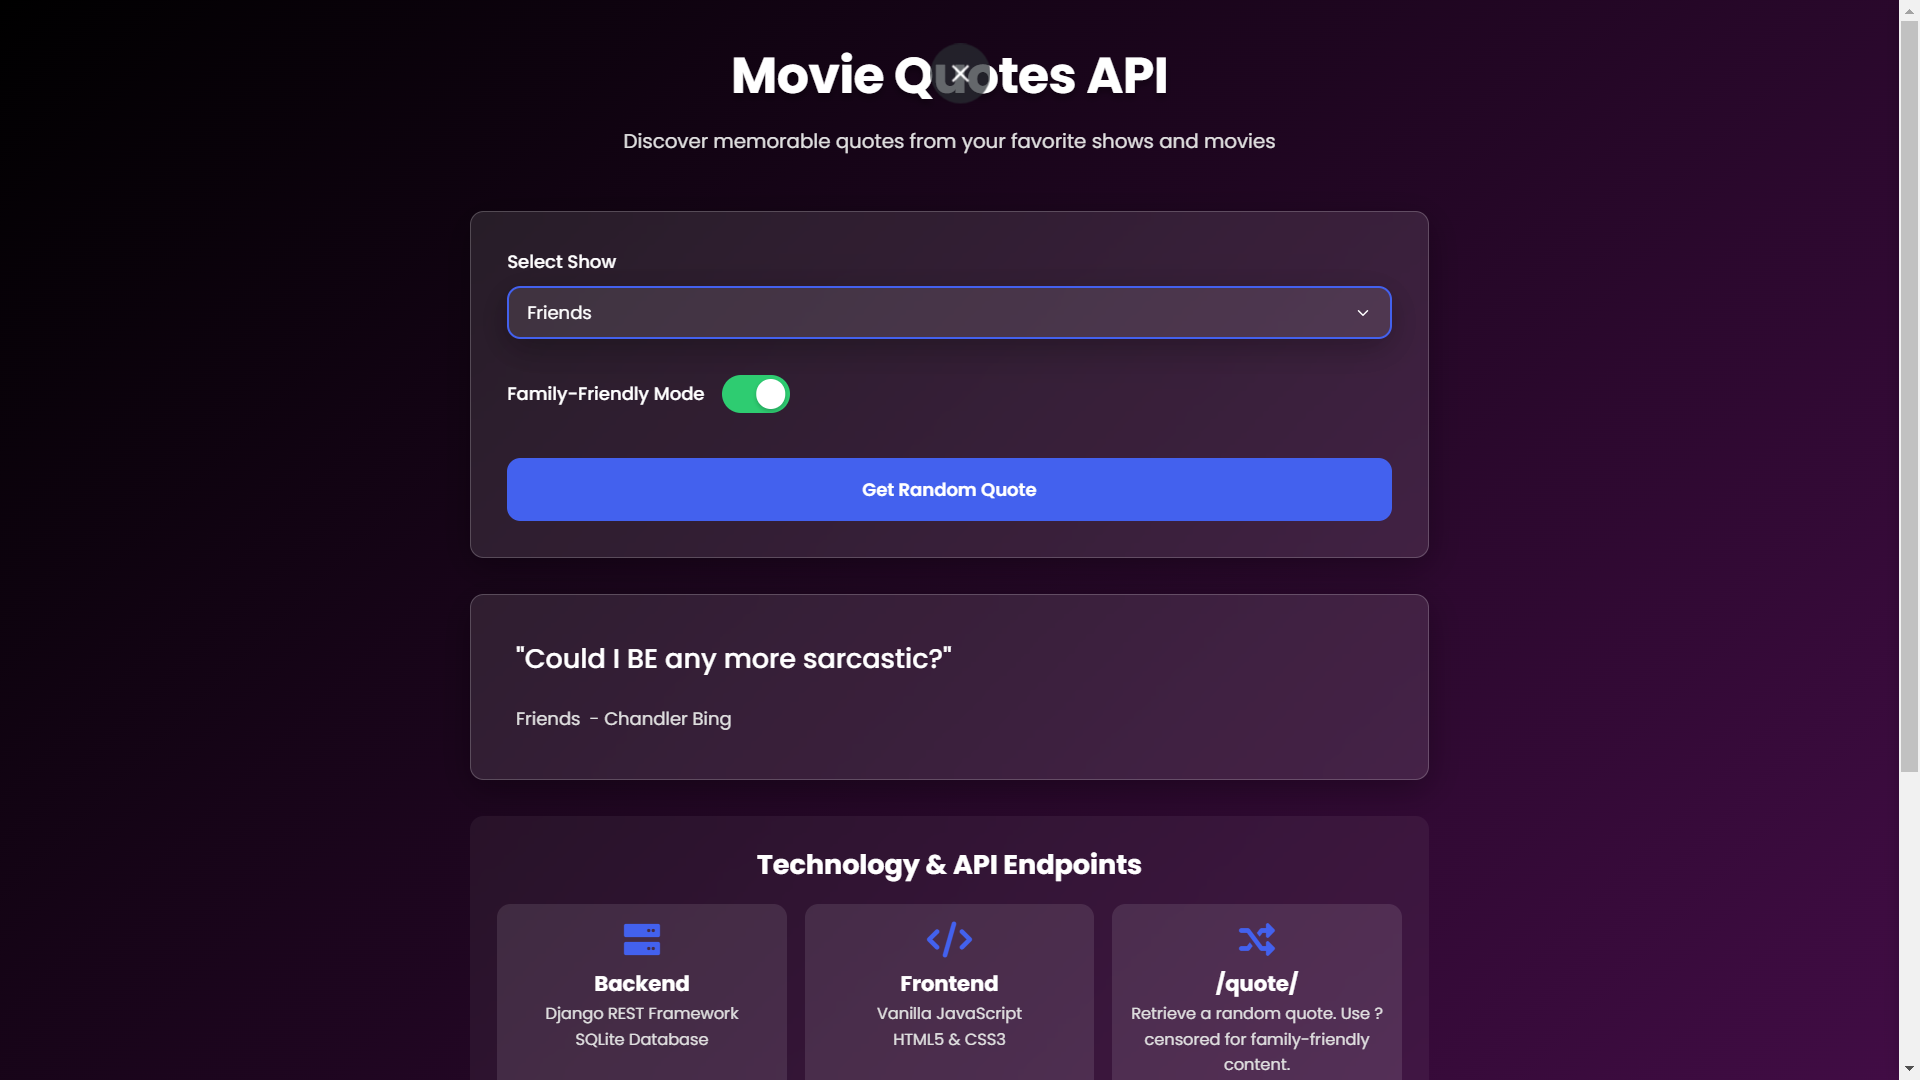 Movie Quotes API
Discover memorable quotes from your favorite shows and movies
Select Show
Friends
Family-Friendly Mode
Get Random Quote
"Could I BE any more sarcastic?"
Friends - Chandler Bing
Technology & API Endpoints
Backend
Django REST Framework
SQLite Database
Frontend
Vanilla JavaScript
HTML5 & CSS3
/quote/
Retrieve a random quote. Use ?
censored for family-friendly
content.